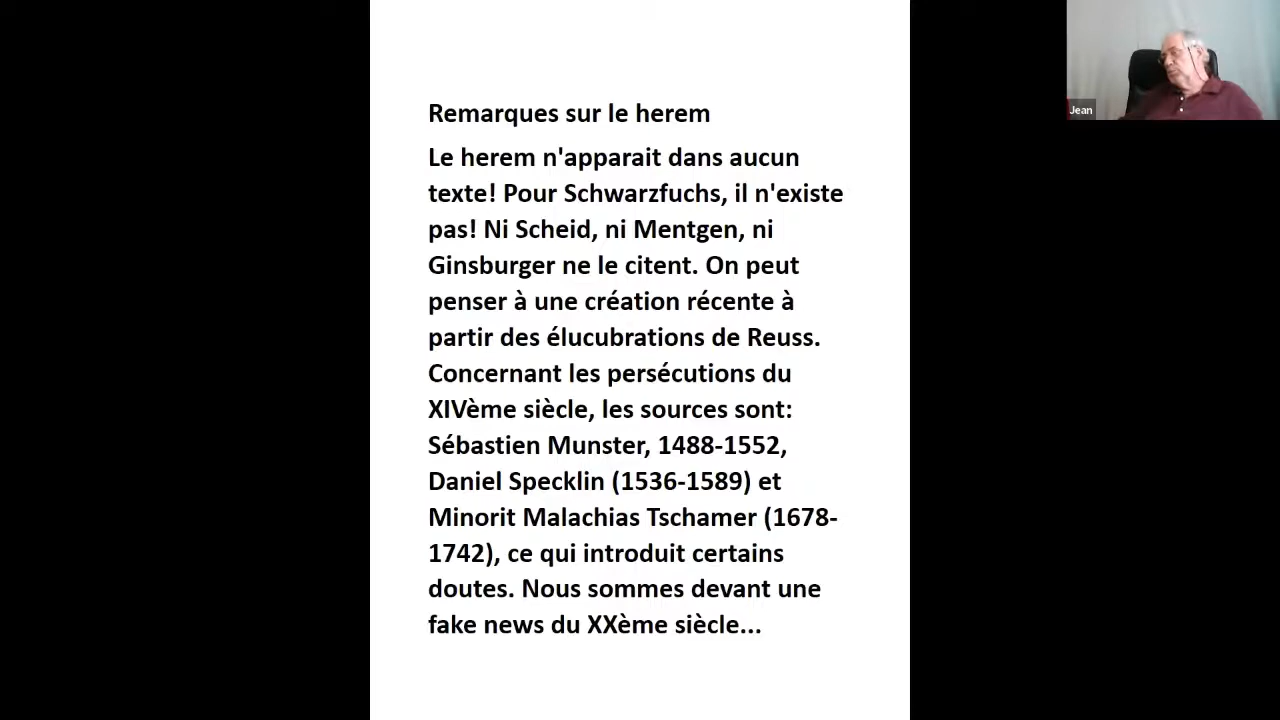 Remarques sur le herem
Le herem n'apparait dans aucun
texte! Pour Schwarzfuchs, il n'existe
pas! Ni Scheid, ni Mentgen, ni
Ginsburger ne le citent. On peut
penser à une création récente à
partir des élucubrations de Reuss.
Concernant les persécutions du
XIVème siècle, les sources sont:
Sébastien Munster, 1488-1552,
Daniel Specklin (1536-1589) et
Minorit Malachias Tschamer (1678-
1742), ce qui introduit certains
doutes. Nous sommes devant une
fake news du XXème siècle...
Jean